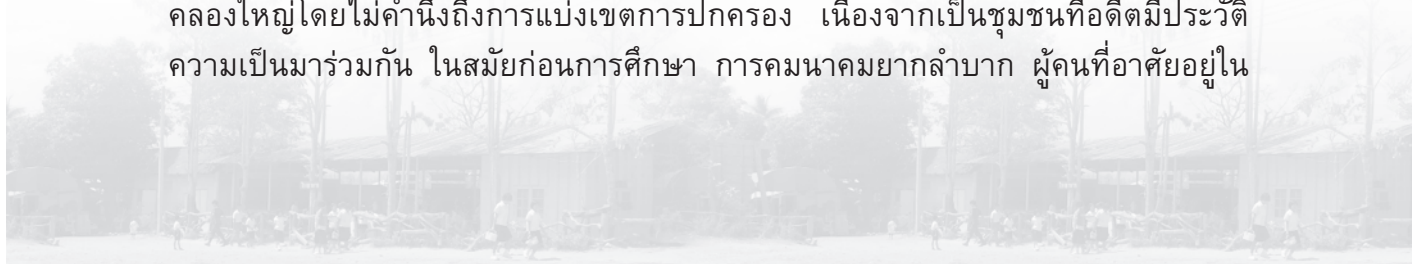 คลองใหญ่โดยไม่คำนึงถึงการแบ่งเขตการปกครอง เนื่องจากเป็นชุมชนที่อดีตมีประวัติ
ความเป็นมาร่วมกัน ในสมัยก่อนการศึกษา การคมนาคมยากลำบาก ผู้คนที่อาศัยอยู่ใน